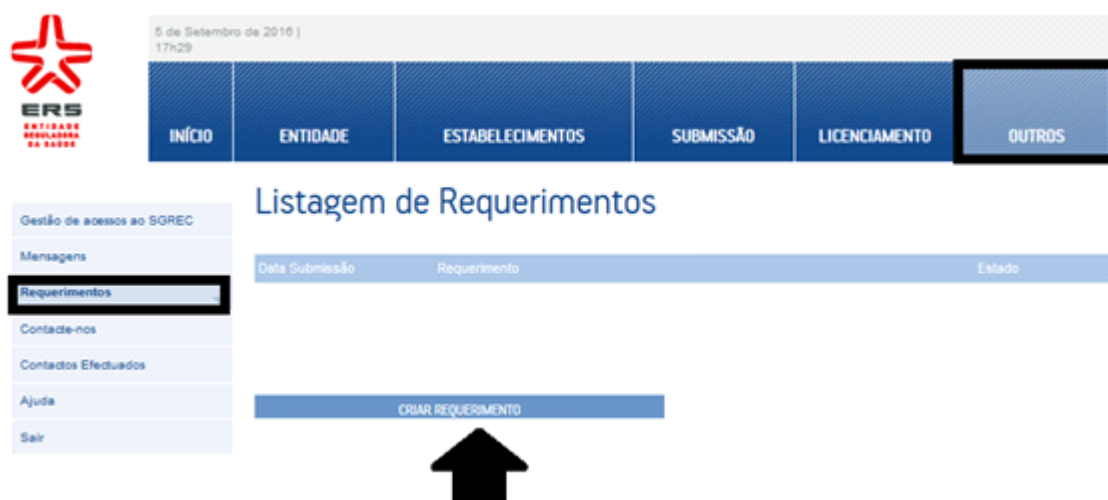 5 de Setembro de 2016 |
17h29
ERS
ENTIDADE
REGULADORA
DA SAÚDE
INÍCIO ENTIDADE ESTABELECIMENTOS SUBMISSÃO LICENCIAMENTO OUTROS
Listagem de Requerimentos
Gestão de acessos ao SGREC
Mensagens
Requerimentos
Contacte-nos
Contactos Efectuados
Ajuda
Sair
Data Submissão Requerimento Estado
CRIAR REQUERIMENTO